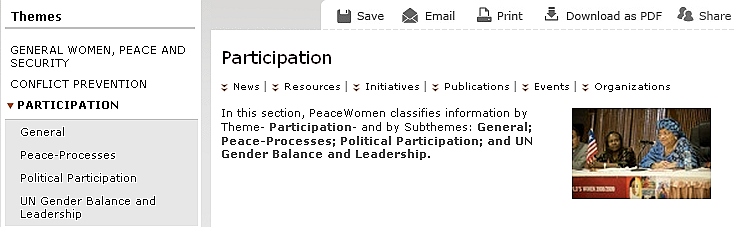 Themes
GENERAL WOMEN, PEACE AND
SECURITY
CONFLICT PREVENTION
PARTICIPATION
General
Peace-Processes
Political Participation
UN Gender Balance and
Leadership
Save Email Print Download as PDF Share
Participation
News | Resources | Initiatives | Publications | Events | Organizations
In this section, PeaceWomen classifies information by
Theme- Participation- and by Subthemes: General;
Peace-Processes; Political Participation; and UN
Gender Balance and Leadership.